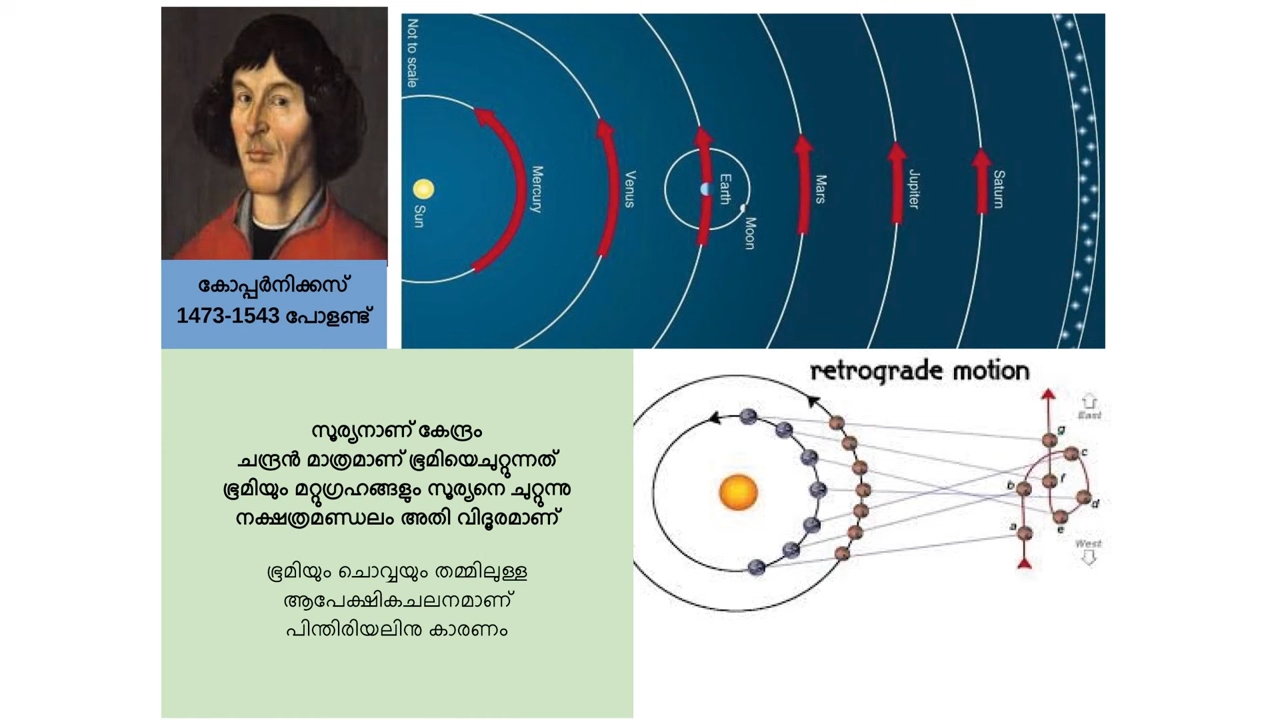 Not to scale
Sun
Mercury
Venus
Earth
Moon
Mars
Jupiter
Saturn
കോപ്പർനിക്കസ്
1473-1543 പോളണ്ട്
സൂര്യനാണ് കേന്ദ്രം
ചന്ദ്രൻ മാത്രമാണ് ഭൂമിയെചുറ്റുന്നത്
ഭൂമിയും മറ്റുഗ്രഹങ്ങളും സൂര്യനെ ചുറ്റുന്നു
നക്ഷത്രമണ്ഡലം അതി വിദൂരമാണ്
ഭൂമിയും ചൊവ്വയും തമ്മിലുള്ള
ആപേക്ഷികചലനമാണ്
പിന്തിരിയലിനു കാരണം
retrograde motion
East
g
c
b
f
d
e
a
West